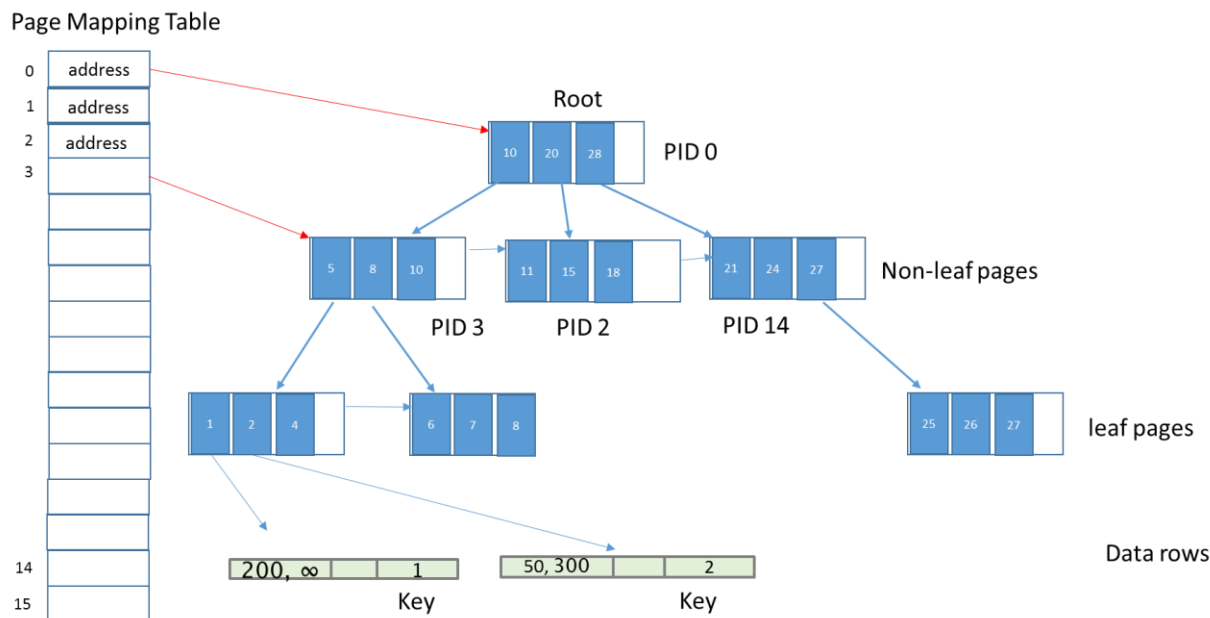 Page Mapping Table
0 address
1 address
2 address
3
Root
10 20 28
PID 0
5 8 10
11 15 18
21 24 27
Non-leaf pages
PID 3
PID 2
PID 14
1 2 4
6 7 8
25 26 27
leaf pages
14
15
200, ∞ 1
50, 300 2
Data rows
Key
Key